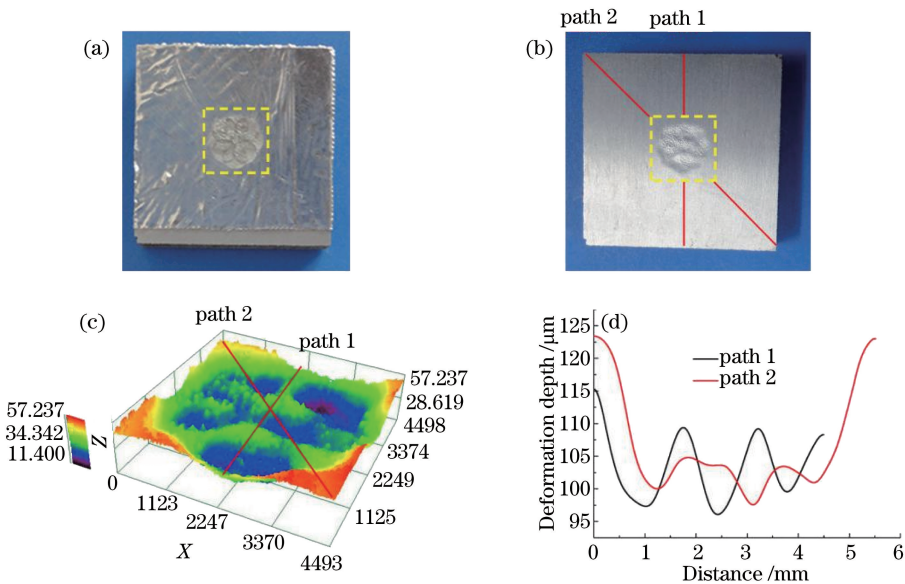 (a)
path 2 path 1
(b)
(c)
path 2
path 1
57.237
28.619
4498
3374
2249
1125
57.237
34.342
11.400
Z
0
1123
2247
3370
4493
X
(d)
125
120
115
110
105
100
95
Deformation depth /μm
path 1
path 2
0 1 2 3 4 5 6
Distance /mm